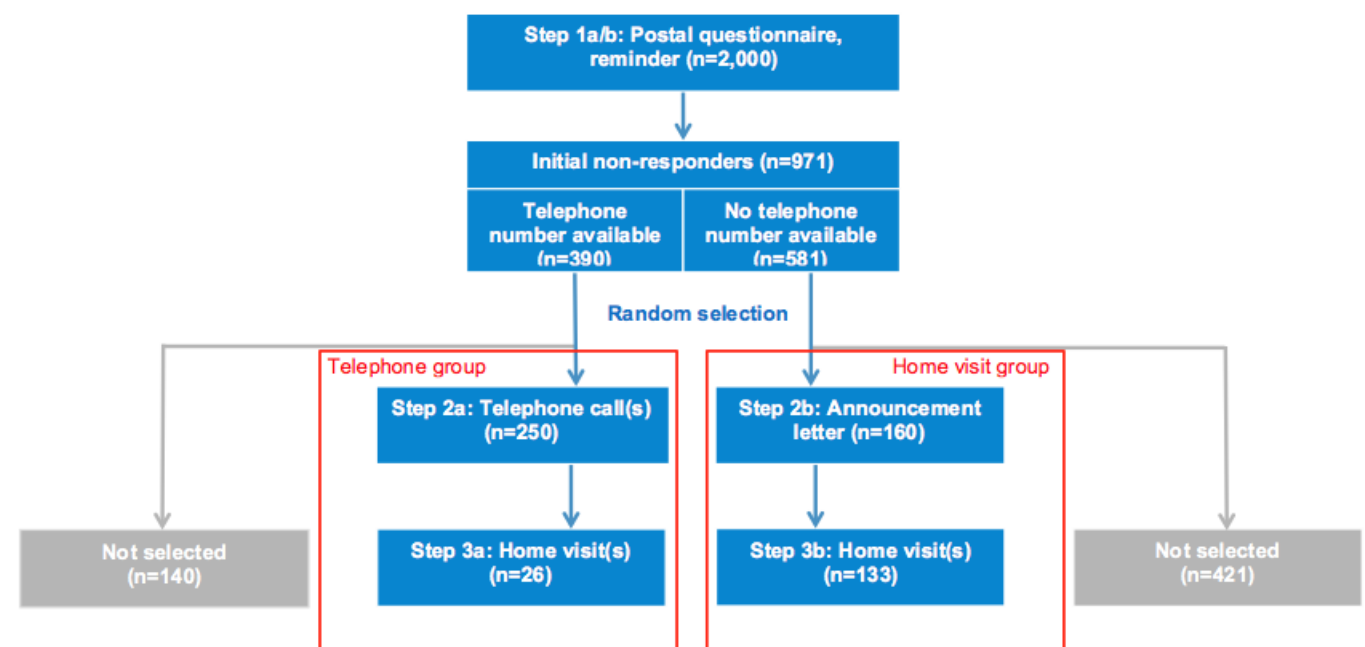 Step 1a/b: Postal questionnaire,
reminder (n=2,000)
Initial non-responders (n=971)
Telephone
number available
(n=390)
No telephone
number available
(n=581)
Random selection
Telephone group
Home visit group
Step 2a: Telephone call(s)
(n=250)
Step 2b: Announcement
letter (n=160)
Not selected
(n=140)
Step 3a: Home visit(s)
(n=26)
Step 3b: Home visit(s)
(n=133)
Not selected
(n=421)